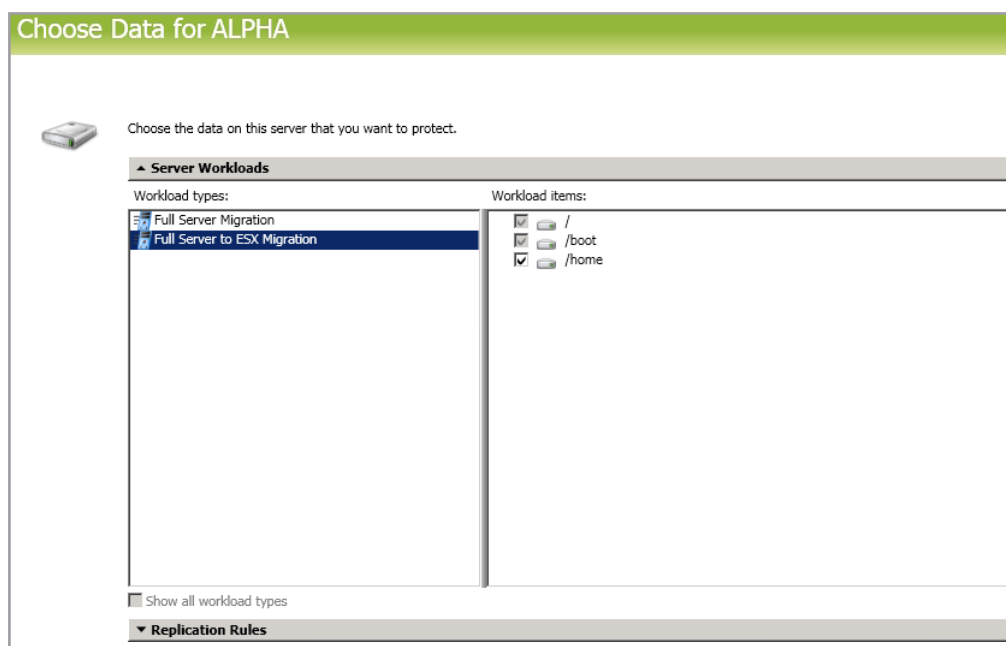 Choose Data for ALPHA
Choose the data on this server that you want to protect.
Server Workloads
Workload types:
Workload items:
Full Server Migration
Full Server to ESX Migration
/
/boot
/home
Show all workload types
Replication Rules